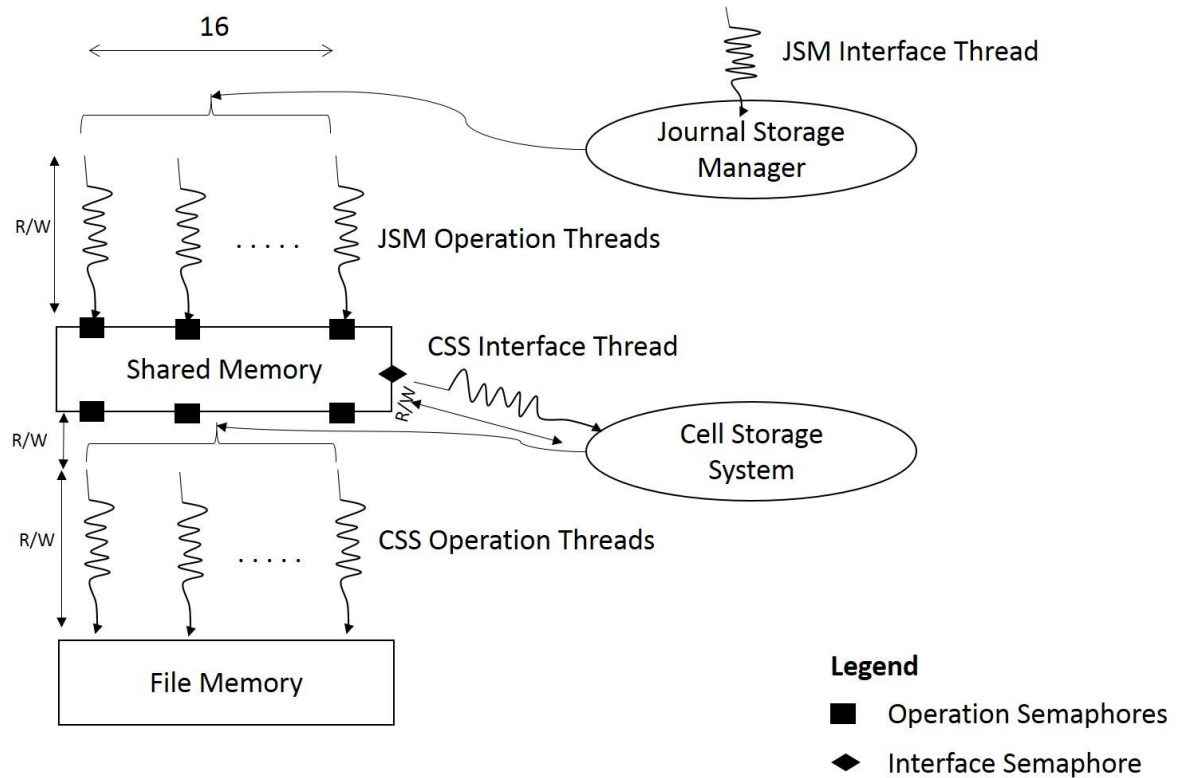 16
JSM Interface Thread
Journal Storage
Manager
R/W
JSM Operation Threads
. . . . .
CSS Interface Thread
Shared Memory
R/W
R/W
Cell Storage
System
R/W
CSS Operation Threads
. . . . .
File Memory
Legend
Operation Semaphores
Interface Semaphore